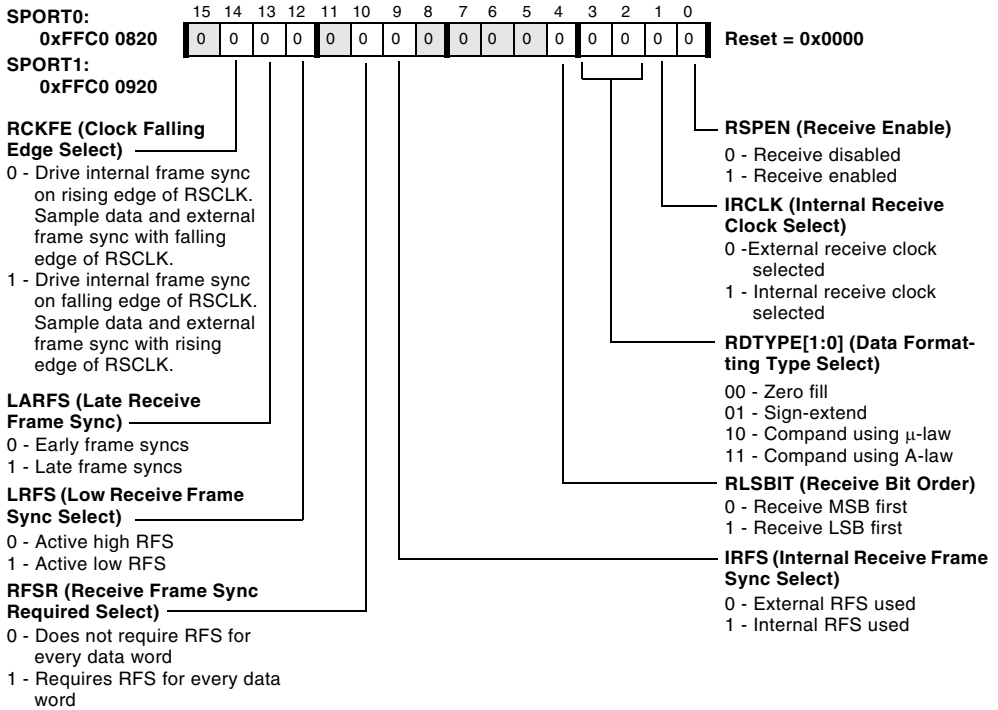 SPORT0:
0xFFC0 0820
SPORT1:
0xFFC0 0920
15 14 13 12 11 10 9 8 7 6 5 4 3 2 1 0
0 0 0 0 0 0 0 0 0 0 0 0 0 0 0 0
Reset = 0x0000
RCKFE (Clock Falling
Edge Select)
0 - Drive internal frame sync
on rising edge of RSCLK.
Sample data and external
frame sync with falling
edge of RSCLK.
1 - Drive internal frame sync
on falling edge of RSCLK.
Sample data and external
frame sync with rising
edge of RSCLK.
LARFS (Late Receive
Frame Sync)
0 - Early frame syncs
1 - Late frame syncs
LRFS (Low Receive Frame
Sync Select)
0 - Active high RFS
1 - Active low RFS
RFSR (Receive Frame Sync
Required Select)
0 - Does not require RFS for
every data word
1 - Requires RFS for every data
word
RSPEN (Receive Enable)
0 - Receive disabled
1 - Receive enabled
IRCLK (Internal Receive
Clock Select)
0 -External receive clock
selected
1 - Internal receive clock
selected
RDTYPE[1:0] (Data Format-
ting Type Select)
00 - Zero fill
01 - Sign-extend
10 - Compand using μ-law
11 - Compand using A-law
RLSBIT (Receive Bit Order)
0 - Receive MSB first
1 - Receive LSB first
IRFS (Internal Receive Frame
Sync Select)
0 - External RFS used
1 - Internal RFS used